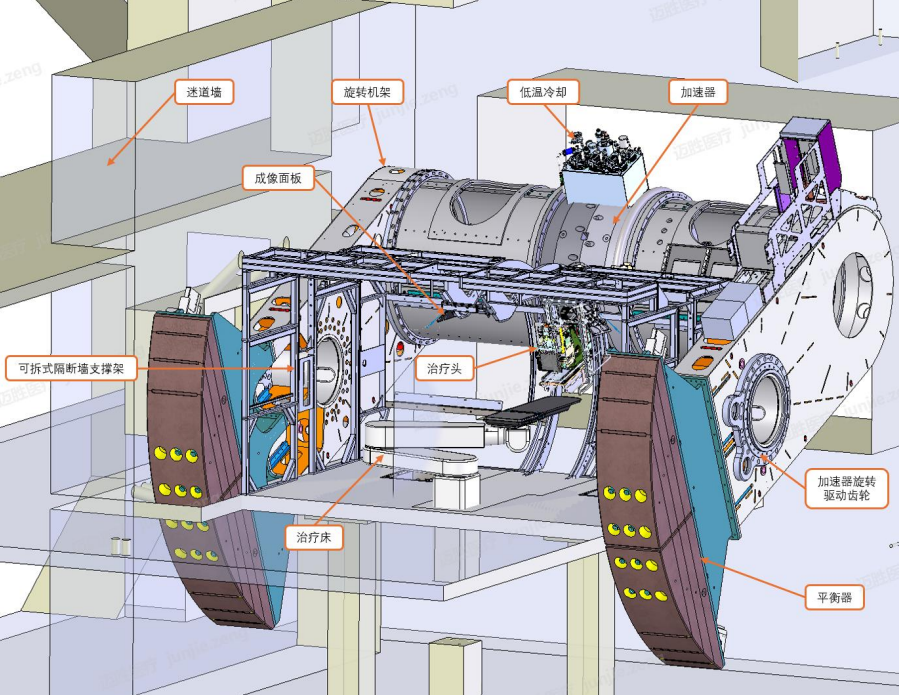 迷道墙
旋转机架
低温冷却
加速器
成像面板
可拆式隔断墙支撑架
治疗头
加速器旋转
驱动齿轮
治疗床
平衡器
迈胜医疗 junjie.zeng